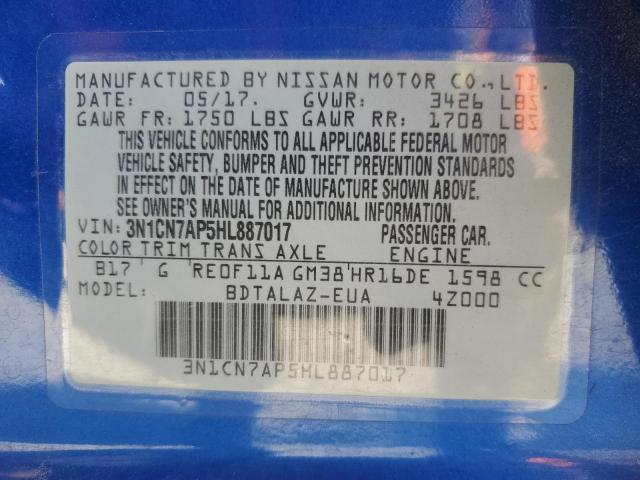 MANUFACTURED BY NISSAN MOTOR CO., LTD.
DATE: 05/17. GVWR: 3426 LBS
GAWR FR: 1750 LBS GAWR RR: 1708 LBS
THIS VEHICLE CONFORMS TO ALL APPLICABLE FEDERAL MOTOR
VEHICLE SAFETY, BUMPER AND THEFT PREVENTION STANDARDS
IN EFFECT ON THE DATE OF MANUFACTURE SHOWN ABOVE.
SEE OWNER'S MANUAL FOR ADDITIONAL INFORMATION.
VIN: 3N1CN7AP5HL887017 PASSENGER CAR.
COLOR TRIM TRANS AXLE ENGINE
B17 G RE0F11A GM38 HR16DE 1598 CC
MODEL: BDTALAZ-EUA 4Z000
3N1CN7AP5HL887017